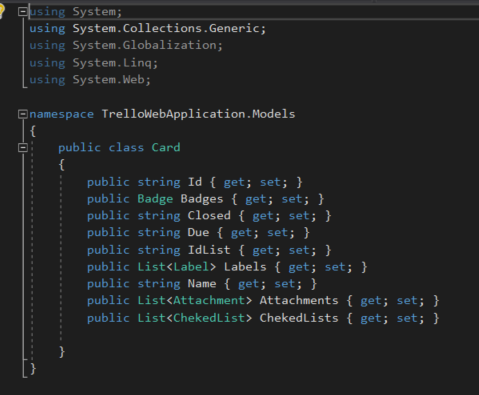 using System;
using System.Collections.Generic;
using System.Globalization;
using System.Linq;
using System.Web;
namespace TrelloWebApplication.Models
{
public class Card
{
public string Id { get; set; }
public Badge Badges { get; set; }
public string Closed { get; set; }
public string Due { get; set; }
public string IdList { get; set; }
public List<Label> Labels { get; set; }
public string Name { get; set; }
public List<Attachment> Attachments { get; set; }
public List<ChekedList> ChekedLists { get; set; }
}
}